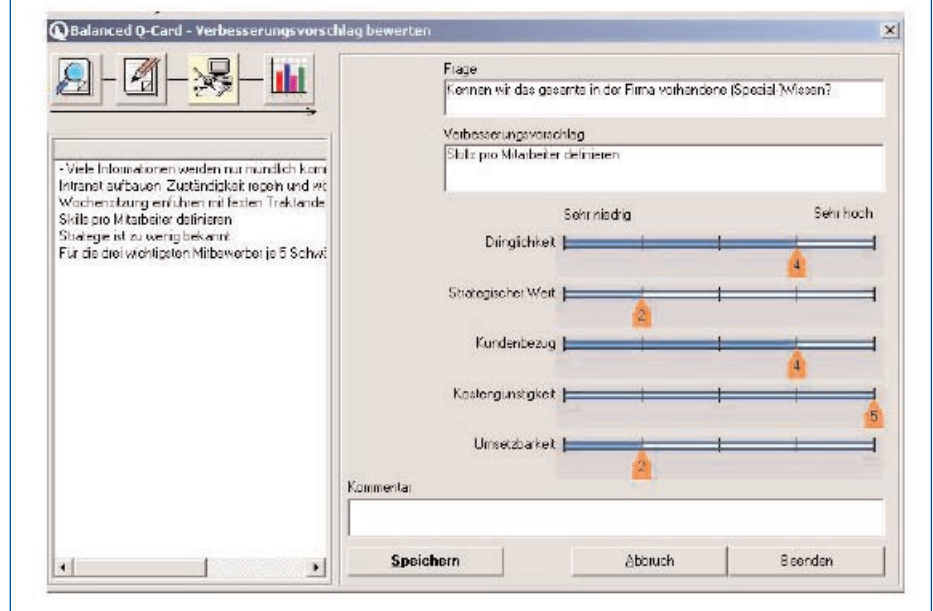 Balanced Q-Card - Verbesserungsvorschlag bewerten
- Viele Informationen werden nur mündlich kom
Intranet aufbauen. Zuständigkeit regeln und
Wochensitzung einführen mit festen Traktande
Skills pro Mitarbeiter definieren
Strategie ist zu wenig bekannt
Für die drei wichtigsten Mitbewerber je 5 Schwä
Frage
Kennen wir das gesamte in der Firma vorhandene (Spezial-)Wissen?
Verbesserungsvorschlag
Skills pro Mitarbeiter definieren
Sehr niedrig Sehr hoch
Dringlichkeit
4
Strategischer Wert
2
Kundenbezug
4
Kostengünstigkeit
5
Umsetzbarkeit
2
Kommentar
Speichern Abbruch Beenden